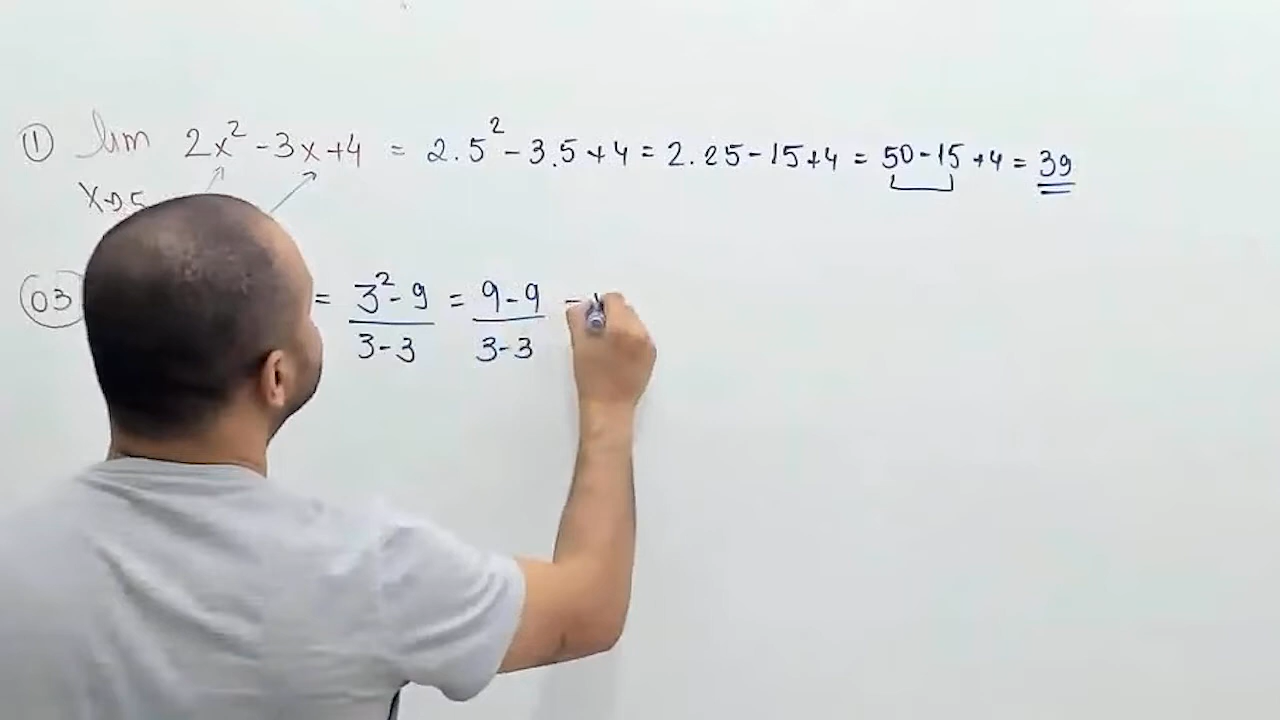 ① lim 2x² - 3x + 4 = 2.5² - 3.5 + 4 = 2.25 - 15 + 4 = 50 - 15 + 4 = 39
x→5
03 = 3² - 9 = 9 - 9 =
3 - 3 3 - 3